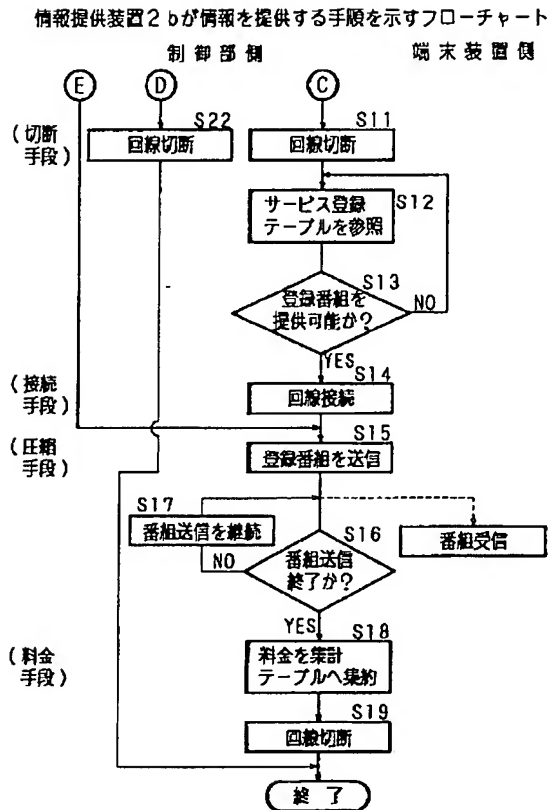 情報提供装置2bが情報を提供する手順を示すフローチャート
制御部側
端末装置側
E
D
C
(切断
手段)
S22
回線切断
S11
回線切断
S12
サービス登録
テーブルを参照
S13
登録番組を
提供可能か?
NO
YES
(接続
手段)
S14
回線接続
(圧縮
手段)
S15
登録番組を送信
S17
番組送信を継続
NO
S16
番組送信
終了か?
番組受信
YES
(料金
手段)
S18
料金を集計
テーブルへ集約
S19
回線切断
終了